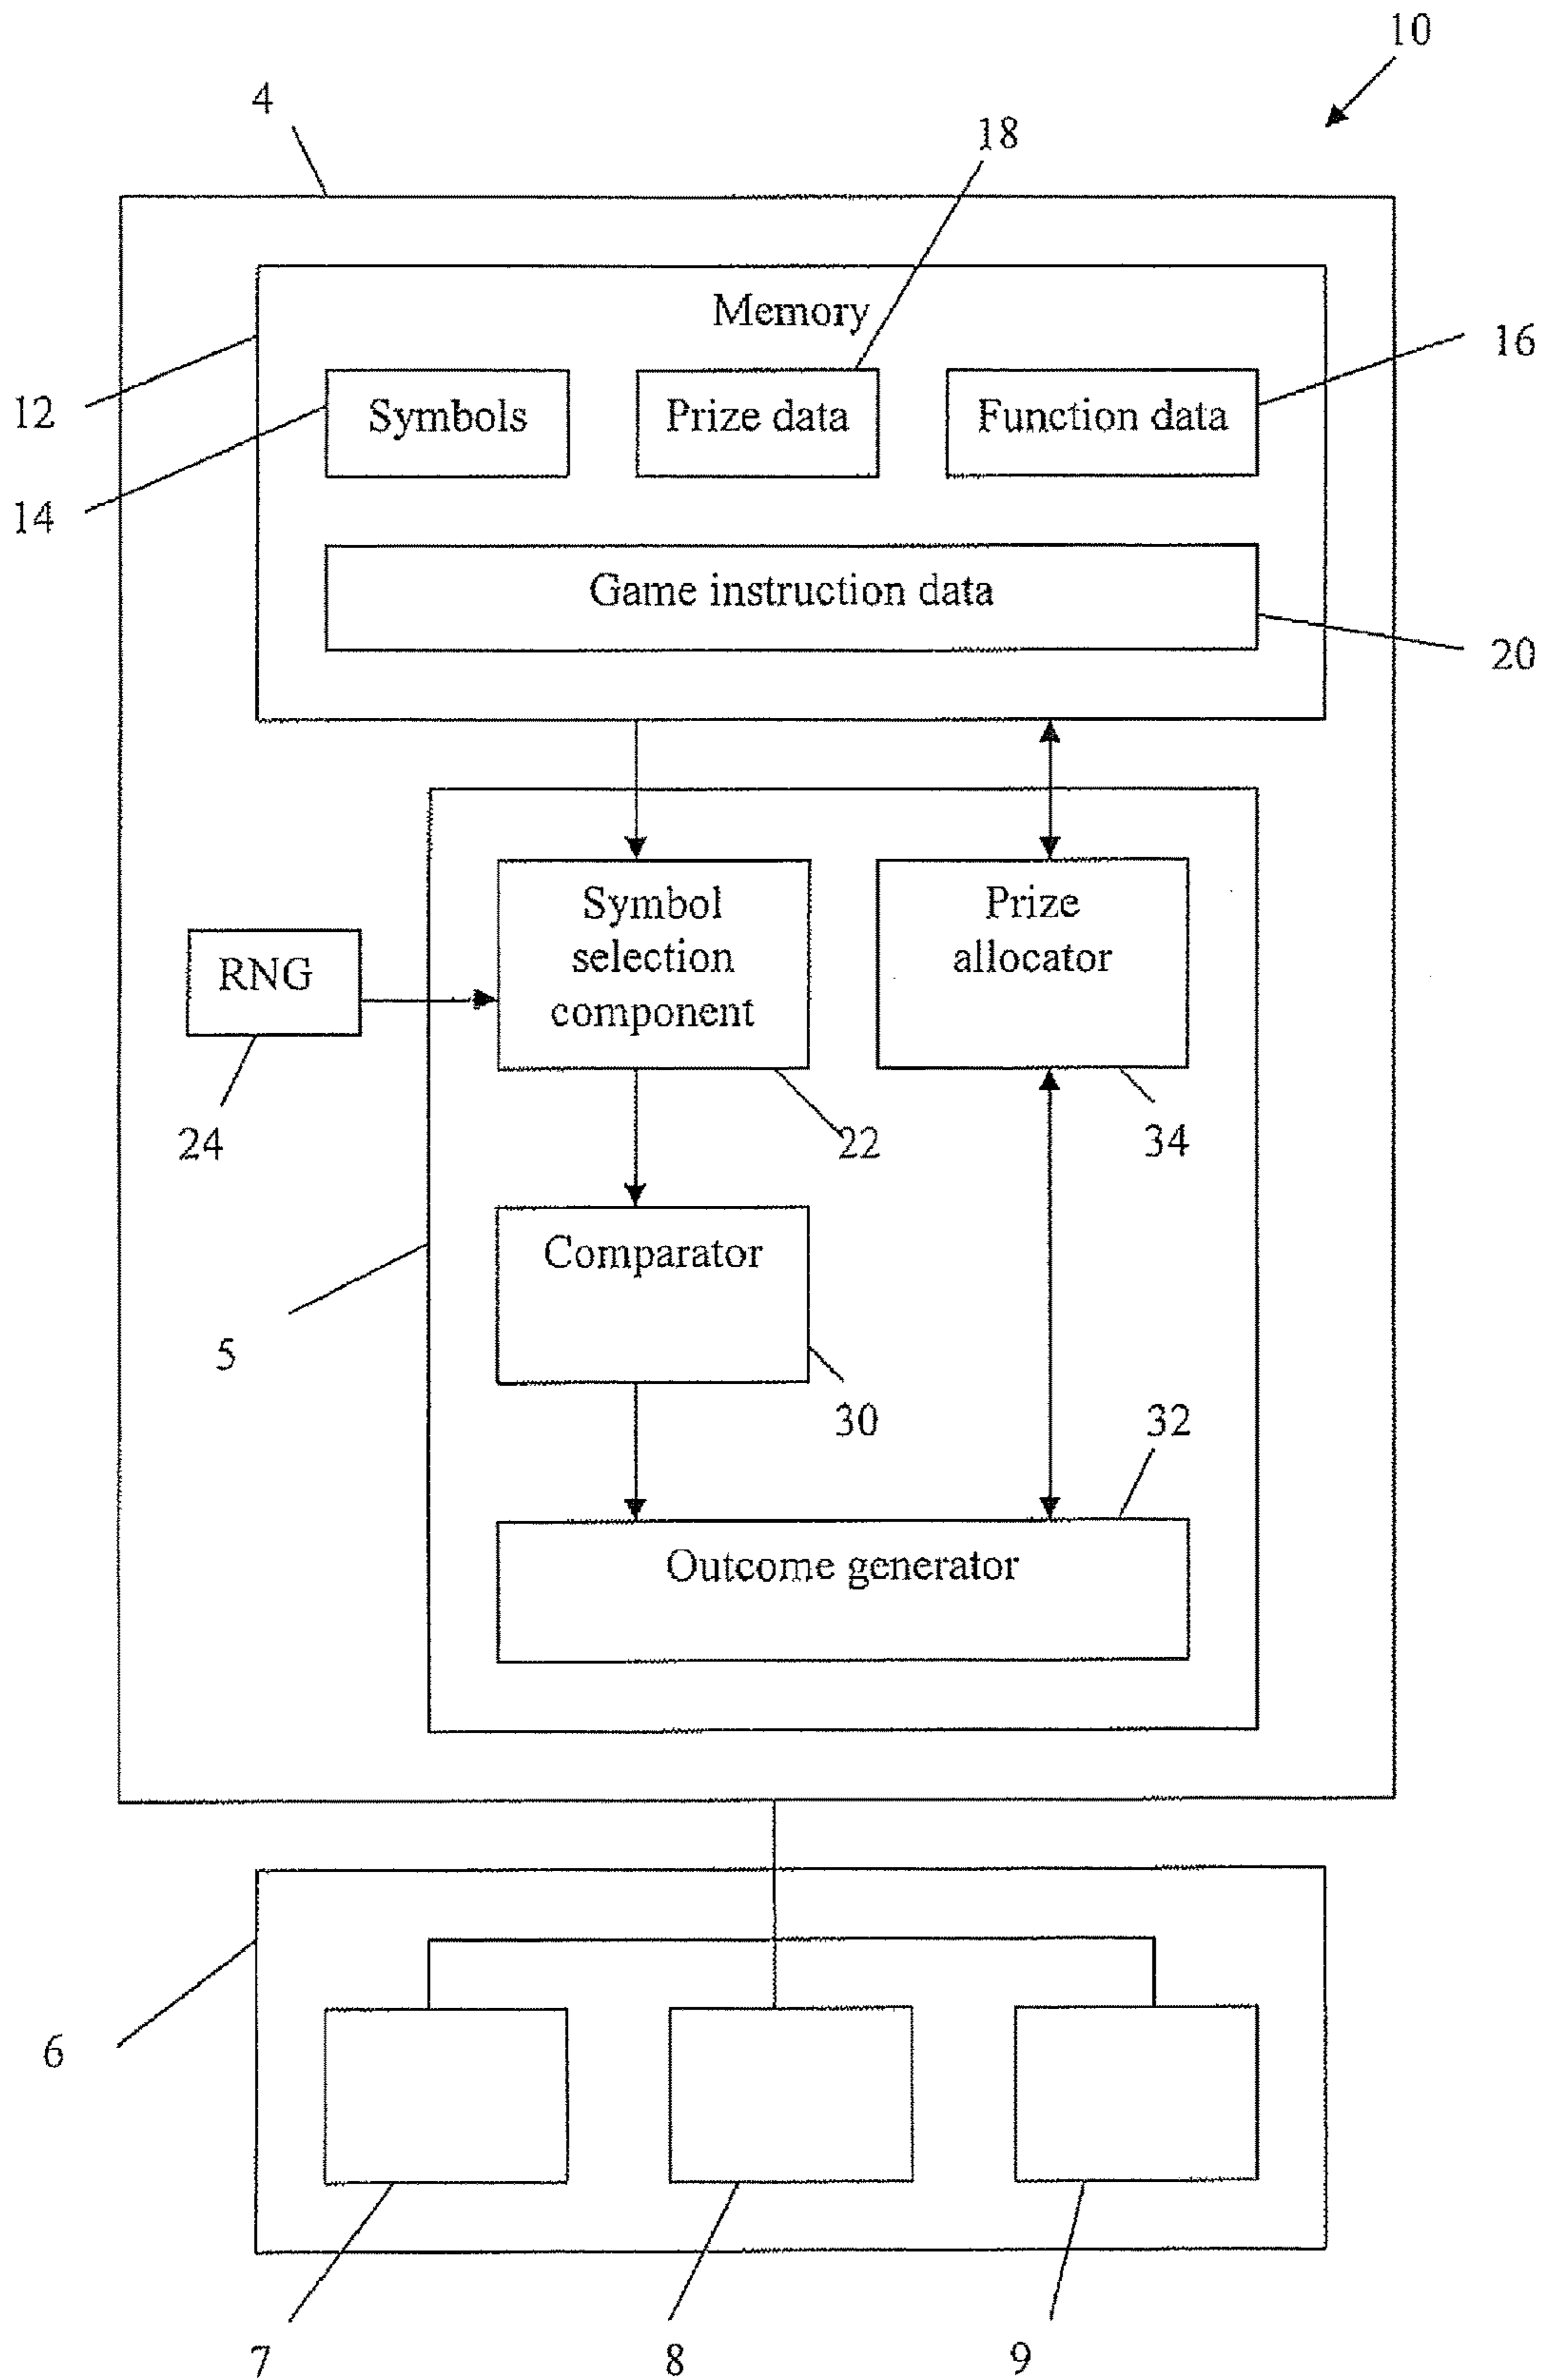 10
4
18
Memory
16
12
Symbols
Prize data
Function data
14
Game instruction data
20
Symbol
selection
component
Prize
allocator
RNG
24
22
34
Comparator
5
30
32
Outcome generator
6
7
8
9